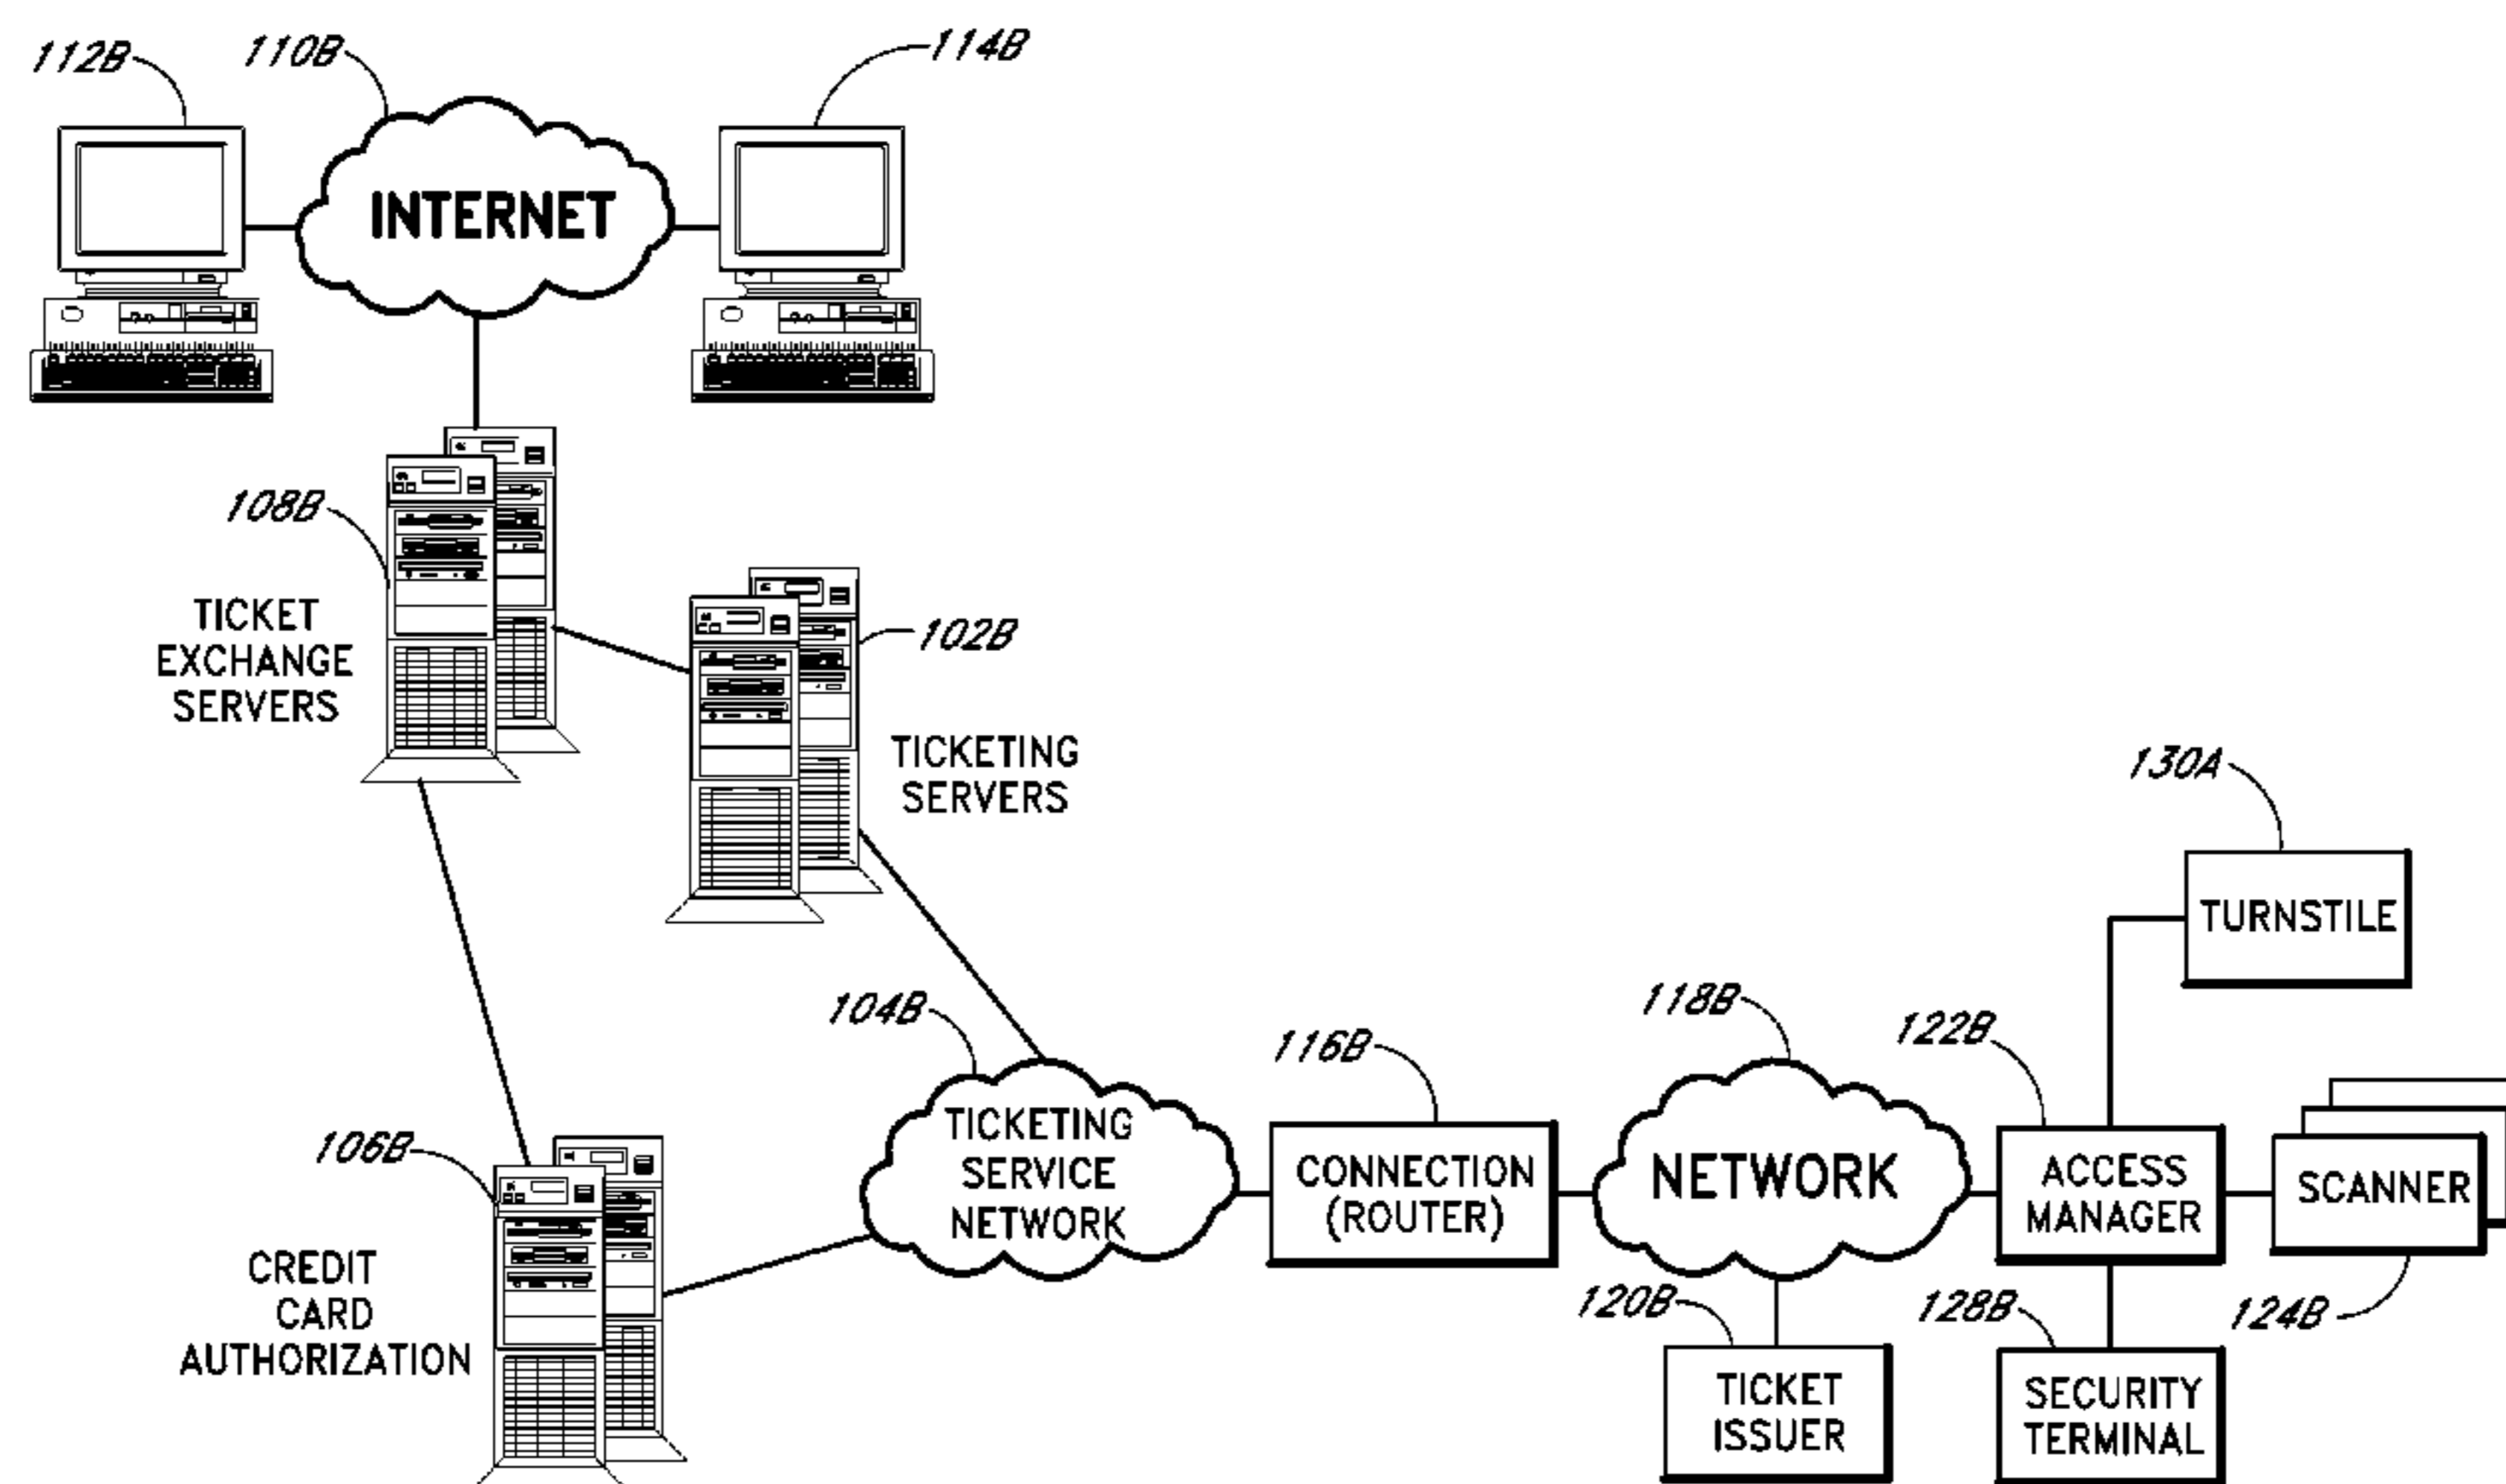 112B
110B
114B
INTERNET
108B
TICKET
EXCHANGE
SERVERS
102B
TICKETING
SERVERS
130A
TURNSTILE
104B
116B
118B
122B
TICKETING
SERVICE
NETWORK
CONNECTION
(ROUTER)
NETWORK
ACCESS
MANAGER
SCANNER
106B
CREDIT
CARD
AUTHORIZATION
120B
128B
124B
TICKET
ISSUER
SECURITY
TERMINAL